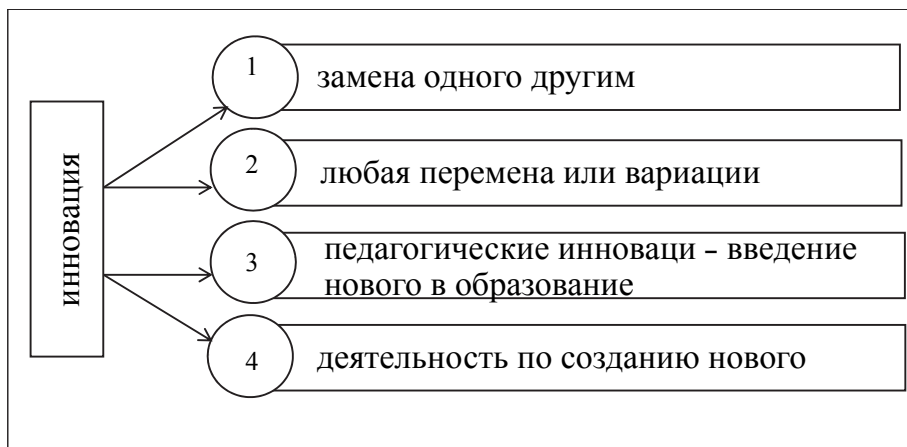 инновация
1
замена одного другим
2
любая перемена или вариации
3
педагогические инноваци – введение
нового в образование
4
деятельность по созданию нового